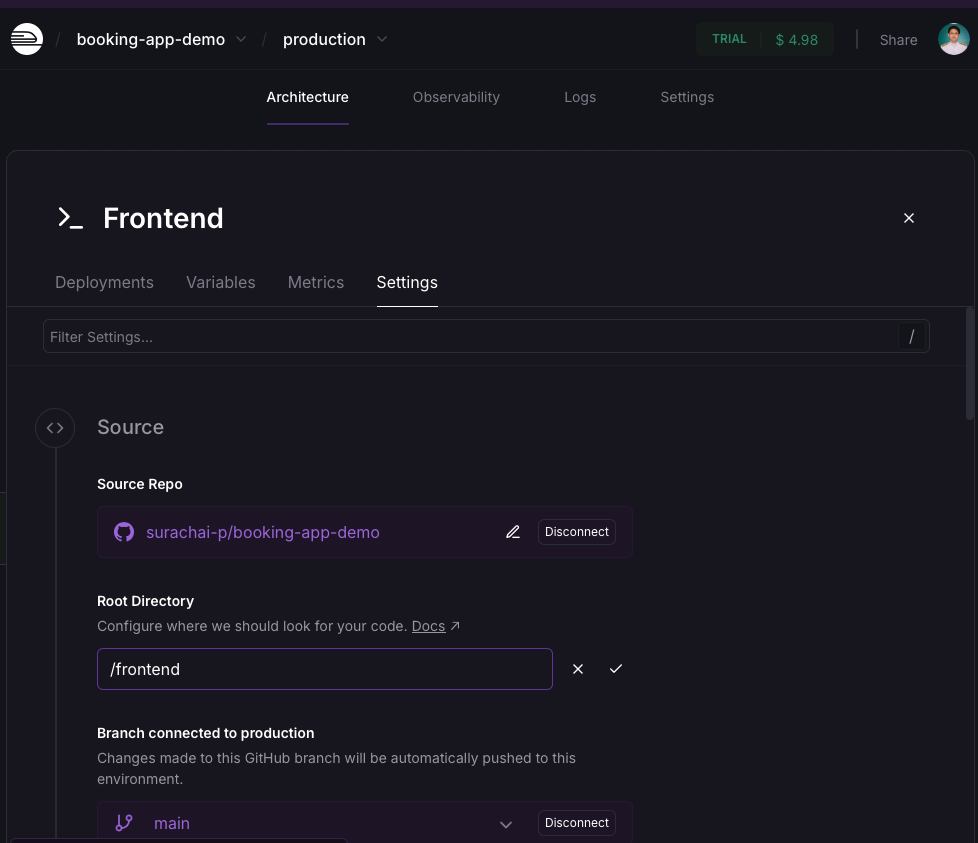 / booking-app-demo / production
TRIAL $ 4.98 Share
Architecture Observability Logs Settings
Frontend
Deployments Variables Metrics Settings
Filter Settings... /
Source
Source Repo
surachai-p/booking-app-demo Disconnect
Root Directory
Configure where we should look for your code. Docs ↗
/frontend
Branch connected to production
Changes made to this GitHub branch will be automatically pushed to this
environment.
main Disconnect